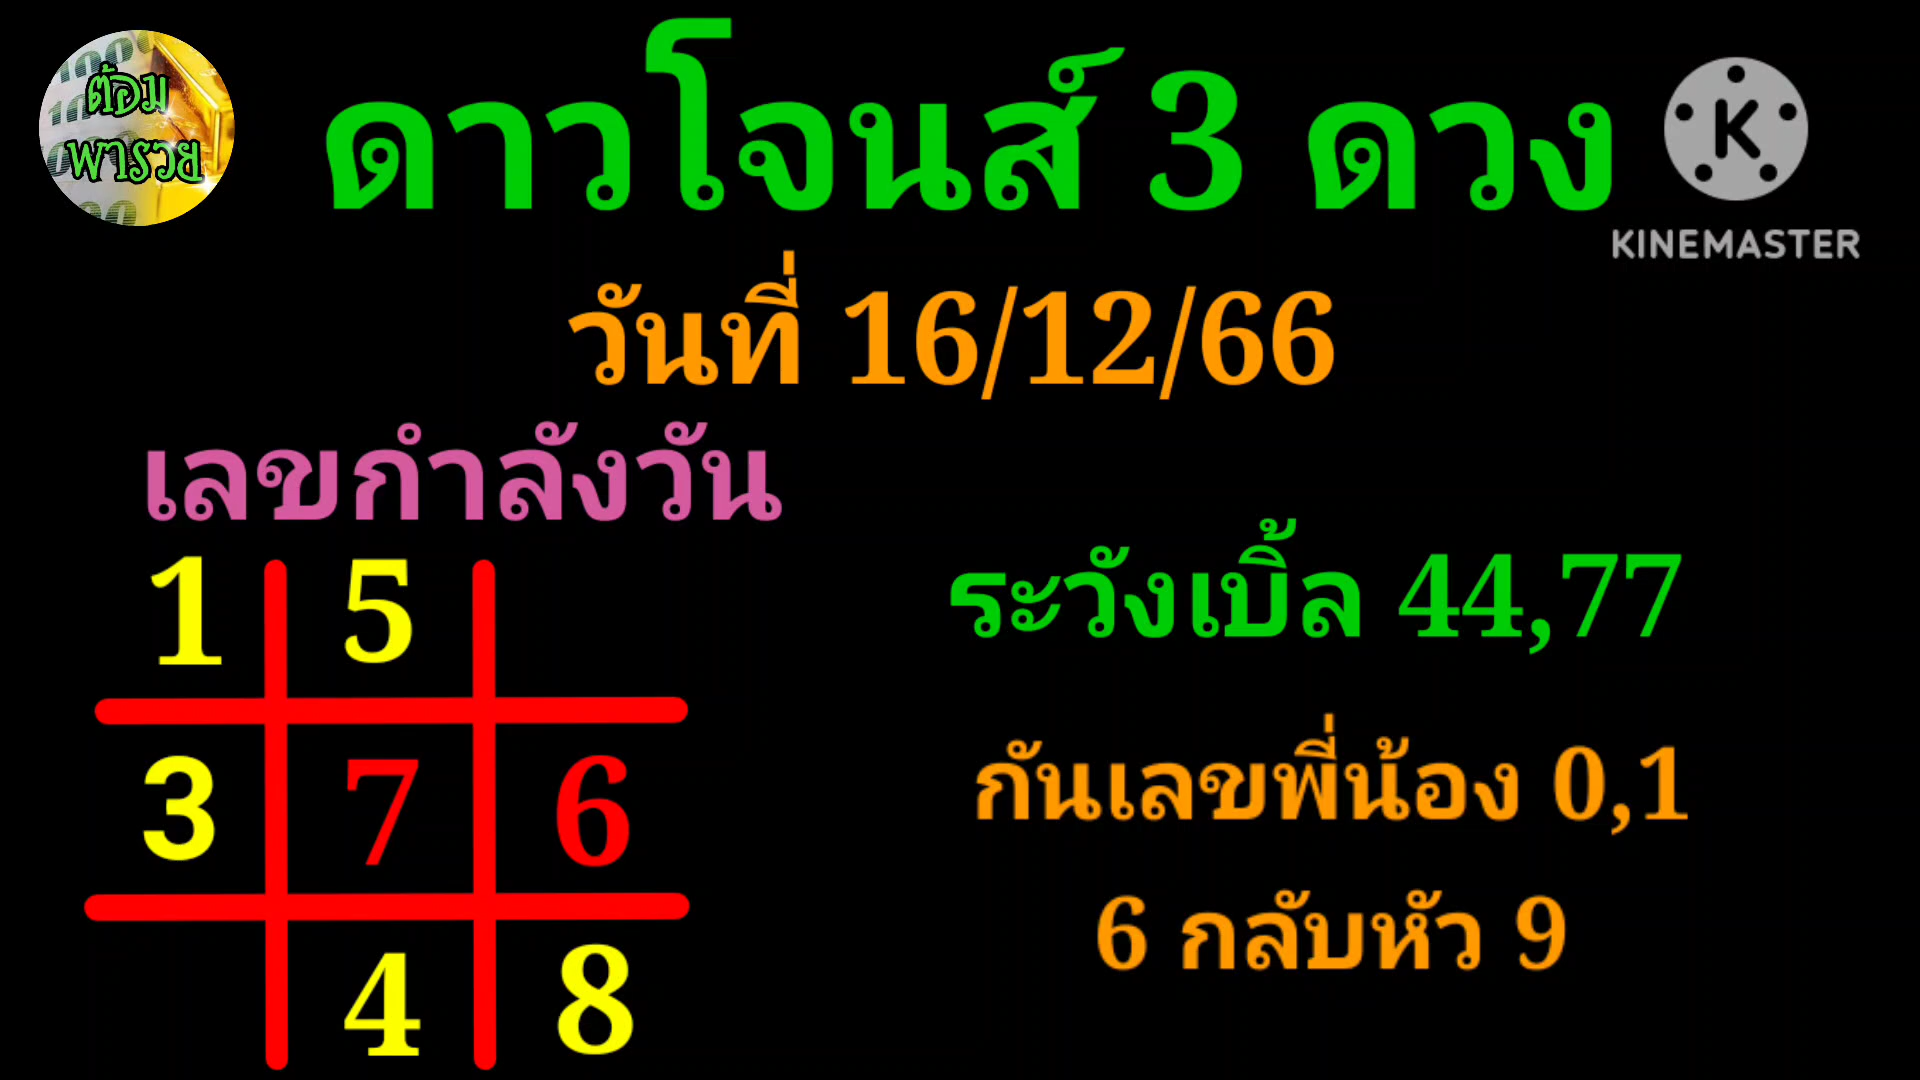 ต้อม
พารวย
ดาวโจนส์ 3 ดวง
KINEMASTER
วันที่ 16/12/66
เลขกำลังวัน
1 5
3 7 6
4 8
ระวังเบิ้ล 44,77
กันเลขพี่น้อง 0,1
6 กลับหัว 9